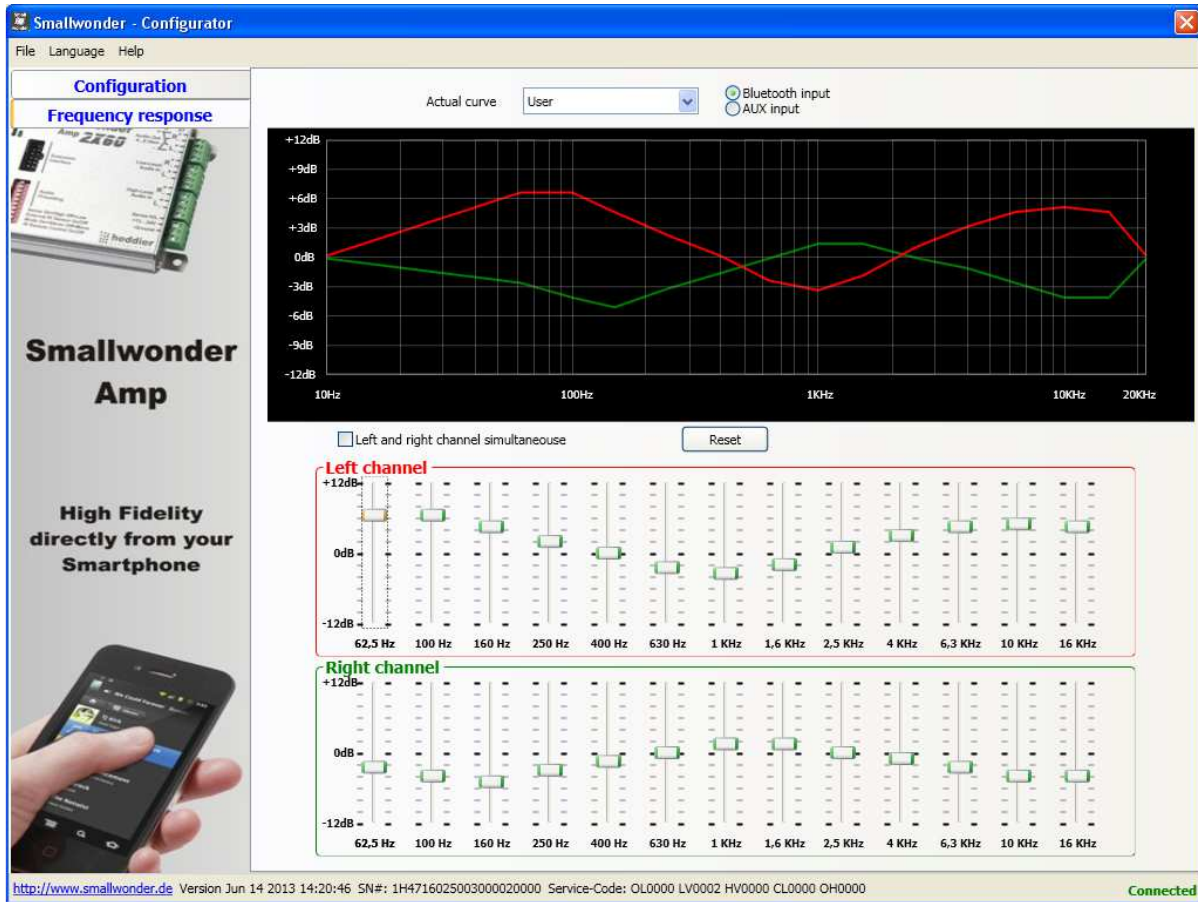 Smallwonder - Configurator
File Language Help
Configuration
Frequency response
Amp 2X60
heddier
Smallwonder
Amp
High Fidelity
directly from your
Smartphone
Actual curve User
Bluetooth input
AUX input
+12dB
+9dB
+6dB
+3dB
0dB
-3dB
-6dB
-9dB
-12dB
10Hz 100Hz 1KHz 10KHz 20KHz
Left and right channel simultaneouse Reset
Left channel
+12dB
0dB
-12dB
62,5 Hz 100 Hz 160 Hz 250 Hz 400 Hz 630 Hz 1 KHz 1,6 KHz 2,5 KHz 4 KHz 6,3 KHz 10 KHz 16 KHz
Right channel
+12dB
0dB
-12dB
62,5 Hz 100 Hz 160 Hz 250 Hz 400 Hz 630 Hz 1 KHz 1,6 KHz 2,5 KHz 4 KHz 6,3 KHz 10 KHz 16 KHz
http://www.smallwonder.de Version Jun 14 2013 14:20:46 SN#: 1H4716025003000020000 Service-Code: OL0000 LV0002 HV0000 CL0000 OH0000 Connected